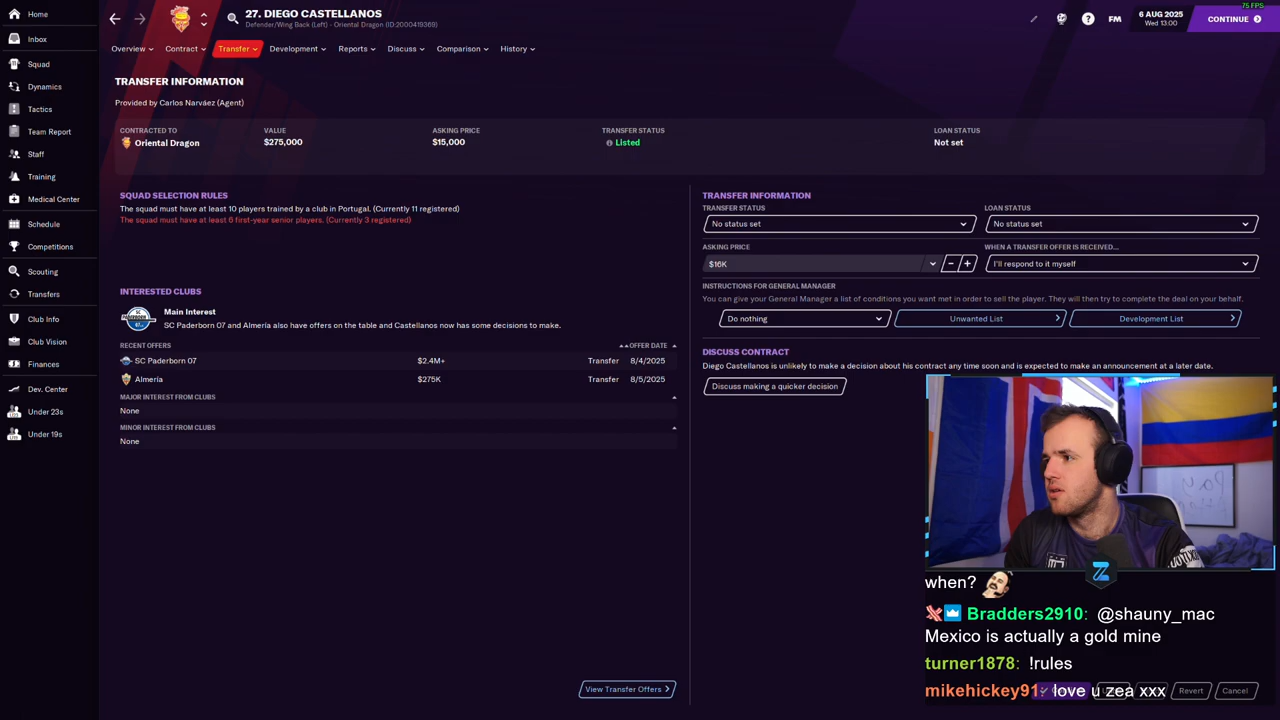 75 FPS
Home
27. DIEGO CASTELLANOS
Defender/Wing Back (Left) - Oriental Dragon (ID:2000419369)
FM
6 AUG 2025
Wed 13:00
CONTINUE
Inbox
Squad
Dynamics
Tactics
Team Report
Staff
Training
Medical Center
Schedule
Competitions
Scouting
Transfers
Club Info
Club Vision
Finances
Dev. Center
Under 23s
Under 19s
Overview
Contract
Transfer
Development
Reports
Discuss
Comparison
History
TRANSFER INFORMATION
Provided by Carlos Narváez (Agent)
CONTRACTED TO
VALUE
ASKING PRICE
TRANSFER STATUS
LOAN STATUS
Oriental Dragon
$275,000
$15,000
Listed
Not set
SQUAD SELECTION RULES
The squad must have at least 10 players trained by a club in Portugal. (Currently 11 registered)
The squad must have at least 6 first-year senior players. (Currently 3 registered)
INTERESTED CLUBS
Main Interest
SC Paderborn 07 and Almería also have offers on the table and Castellanos now has some decisions to make.
RECENT OFFERS
OFFER DATE
SC Paderborn 07 $2.4M+ Transfer 8/4/2025
Almería $275K Transfer 8/5/2025
MAJOR INTEREST FROM CLUBS
None
MINOR INTEREST FROM CLUBS
None
View Transfer Offers
TRANSFER INFORMATION
TRANSFER STATUS
LOAN STATUS
No status set
No status set
ASKING PRICE
WHEN A TRANSFER OFFER IS RECEIVED...
$16K
I'll respond to it myself
INSTRUCTIONS FOR GENERAL MANAGER
You can give your General Manager a list of conditions you want met in order to sell the player. They will then try to complete the deal on your behalf.
Do nothing
Unwanted List
Development List
DISCUSS CONTRACT
Diego Castellanos is unlikely to make a decision about his contract any time soon and is expected to make an announcement at a later date.
Discuss making a quicker decision
when?
Bradders2910: @shauny_mac
Mexico is actually a gold mine
turner1878: !rules
mikehickey91: love u zea xxx
Revert
Cancel